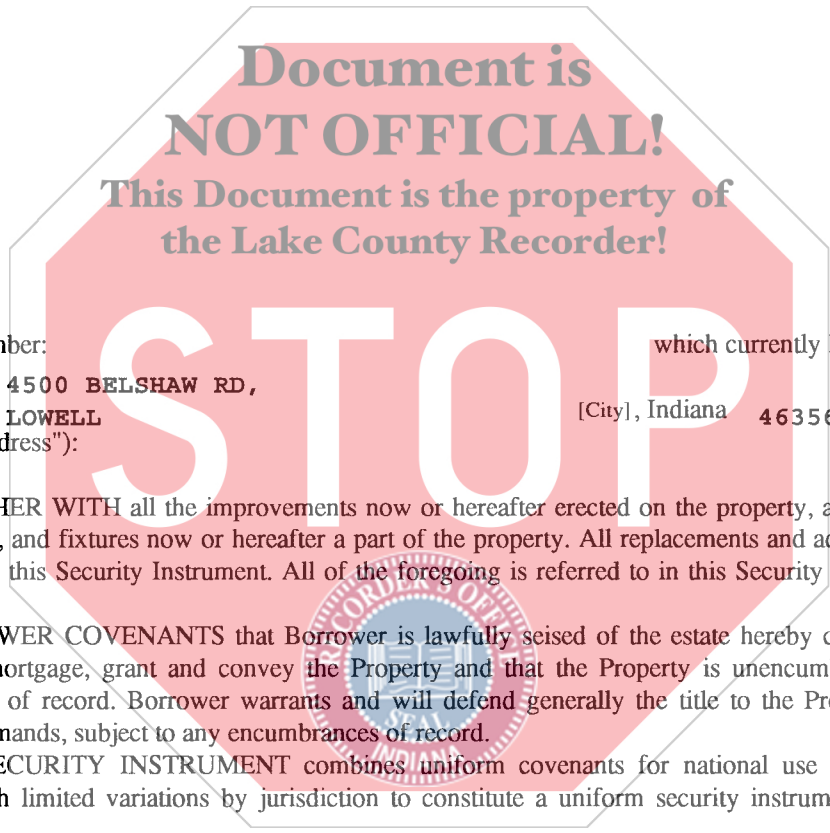 Document is
NOT OFFICIAL!
This Document is the property of
the Lake County Recorder!
STOP
which currently
4500 BELSHAW RD,
LOWELL [City], Indiana 46356
dress"):
HER WITH all the improvements now or hereafter erected on the property, a
, and fixtures now or hereafter a part of the property. All replacements and ad
this Security Instrument. All of the foregoing is referred to in this Security
WER COVENANTS that Borrower is lawfully seised of the estate hereby c
ortgage, grant and convey the Property and that the Property is unencum
of record. Borrower warrants and will defend generally the title to the Pro
mands, subject to any encumbrances of record.
ECURITY INSTRUMENT combines uniform covenants for national use
h limited variations by jurisdiction to constitute a uniform security instrum
RECORDER'S OFFICE
SEAL
INDIANA